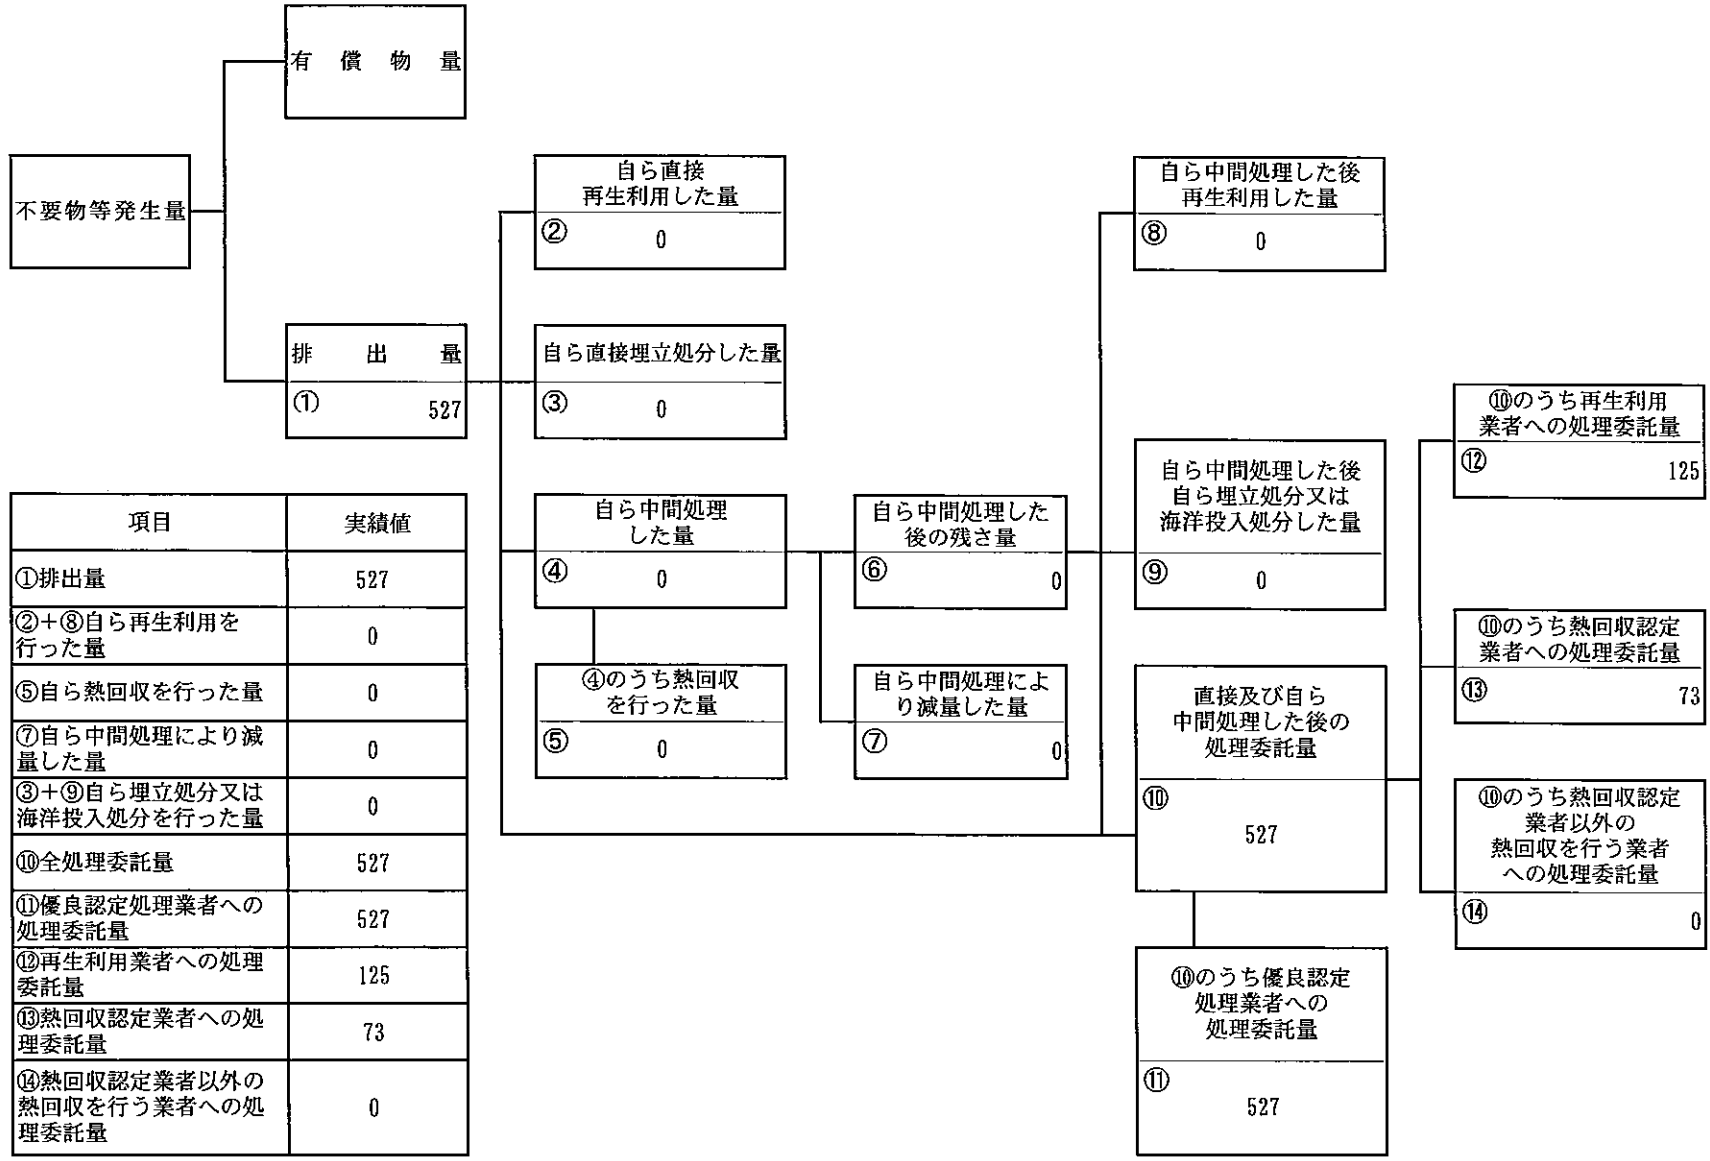 有償物量
不要物等発生量
排出量
① 527
自ら直接
再生利用した量
② 0
自ら直接埋立処分した量
③ 0
自ら中間処理
した量
④ 0
④のうち熱回収
を行った量
⑤ 0
自ら中間処理した
後の残さ量
⑥ 0
自ら中間処理によ
り減量した量
⑦ 0
自ら中間処理した後
再生利用した量
⑧ 0
自ら中間処理した後
自ら埋立処分又は
海洋投入処分した量
⑨ 0
直接及び自ら
中間処理した後の
処理委託量
⑩
527
⑩のうち優良認定
処理業者への
処理委託量
⑪
527
⑩のうち再生利用
業者への処理委託量
⑫ 125
⑩のうち熱回収認定
業者への処理委託量
⑬ 73
⑩のうち熱回収認定
業者以外の
熱回収を行う業者
への処理委託量
⑭ 0
項目 実績値
①排出量 527
②+⑧自ら再生利用を
行った量 0
⑤自ら熱回収を行った量 0
⑦自ら中間処理により減
量した量 0
③+⑨自ら埋立処分又は
海洋投入処分を行った量 0
⑩全処理委託量 527
⑪優良認定処理業者への
処理委託量 527
⑫再生利用業者への処理
委託量 125
⑬熱回収認定業者への処
理委託量 73
⑭熱回収認定業者以外の
熱回収を行う業者への処
理委託量 0